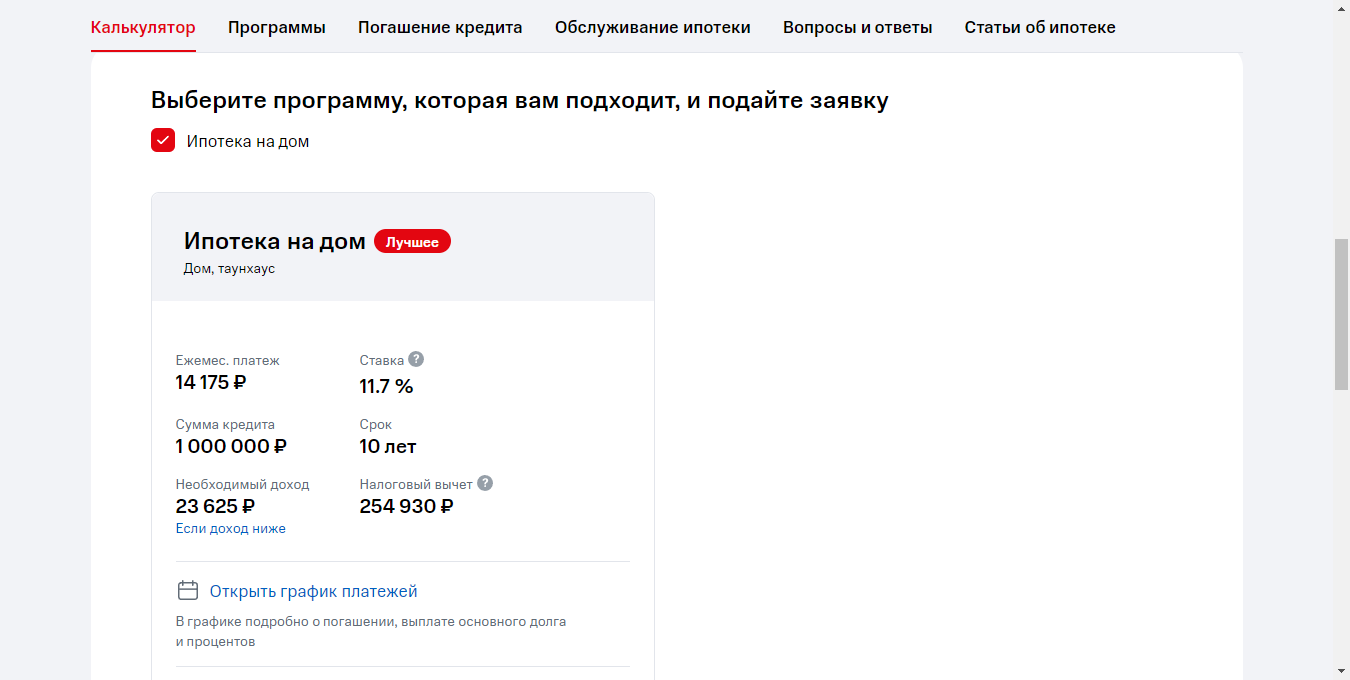 Калькулятор Программы Погашение кредита Обслуживание ипотеки Вопросы и ответы Статьи об ипотеке
Выберите программу, которая вам подходит, и подайте заявку
Ипотека на дом
Ипотека на дом Лучшее
Дом, таунхаус
Ежемес. платеж Ставка ?
14 175 ₽ 11.7 %
Сумма кредита Срок
1 000 000 ₽ 10 лет
Необходимый доход Налоговый вычет ?
23 625 ₽ 254 930 ₽
Если доход ниже
Открыть график платежей
В графике подробно о погашении, выплате основного долга
и процентов